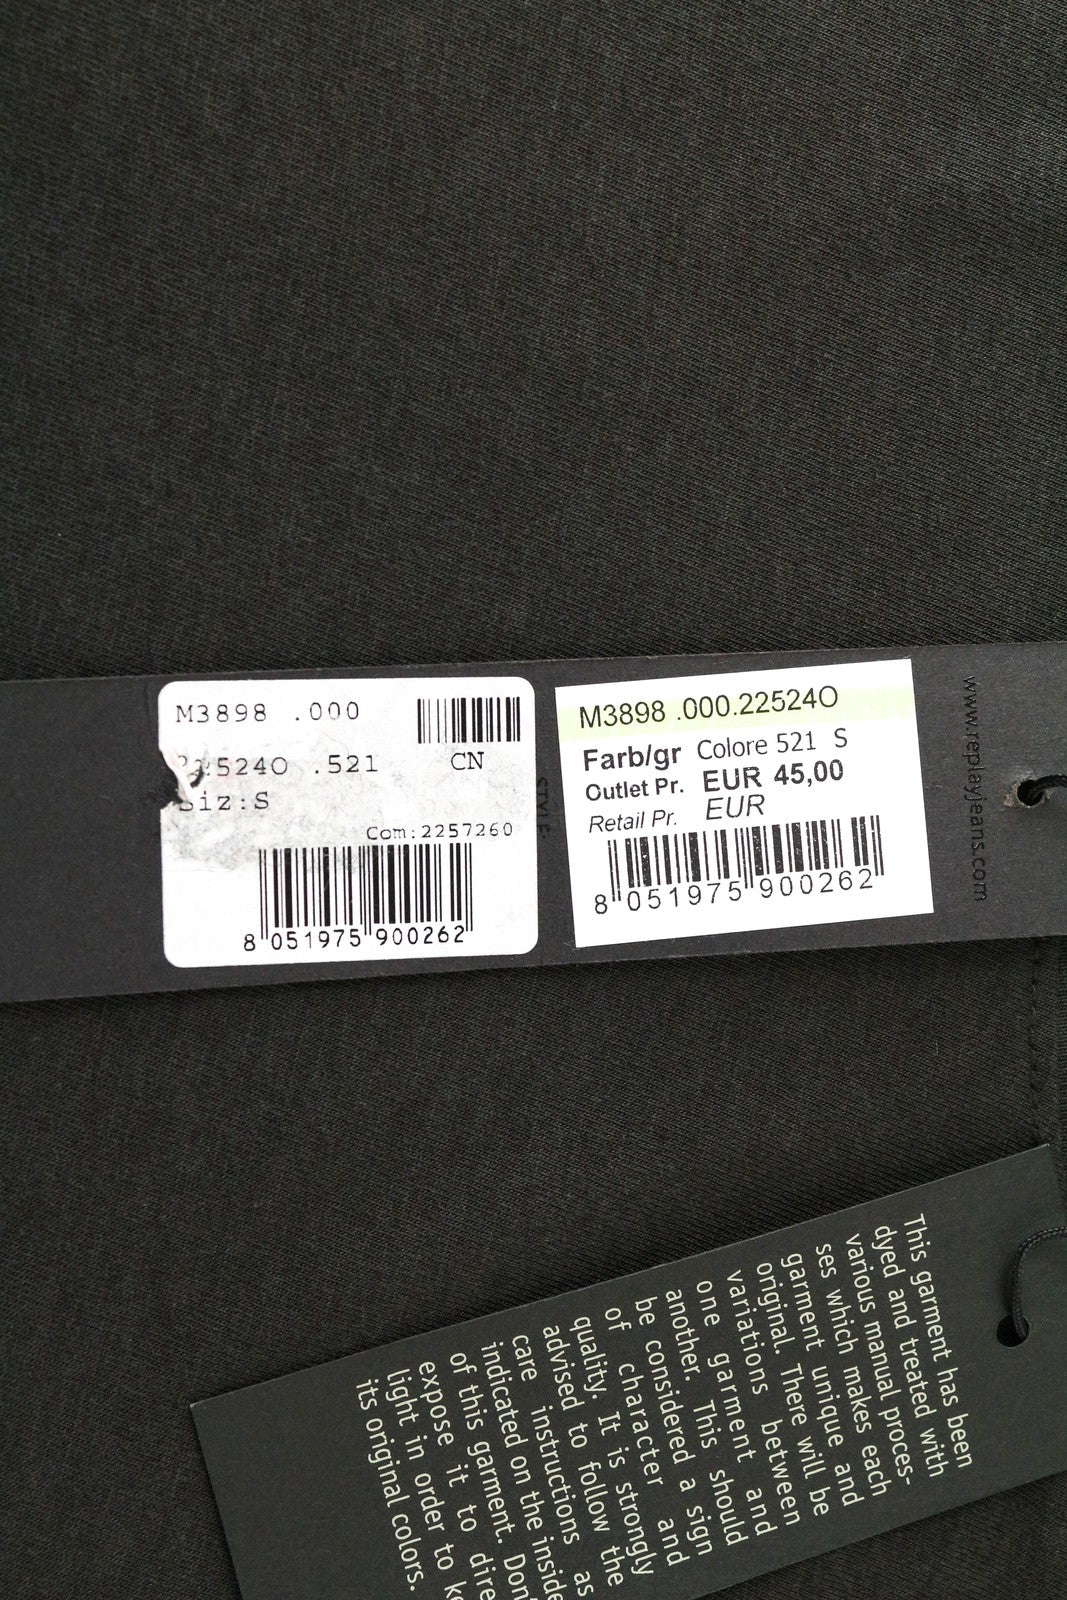 M3898 .000
CN
5240 .521
Siz:S
Com:2257260
8 051975 900262
STYLE:
M3898 .000.22524O
Farb/gr Colore 521 S
Outlet Pr. EUR 45,00
Retail Pr. EUR
8 051975 900262
www.replayjeans.com
This garment has been
dyed and treated with
various manual proces-
ses which makes each
garment unique and
original. There will be
variations between
one garment and
another. This should
be considered a sign
of character and
quality. It is strongly
advised to follow the
care instructions as
indicated on the inside
of this garment. Don'
expose it to dire
light in order to ke
its original colors.